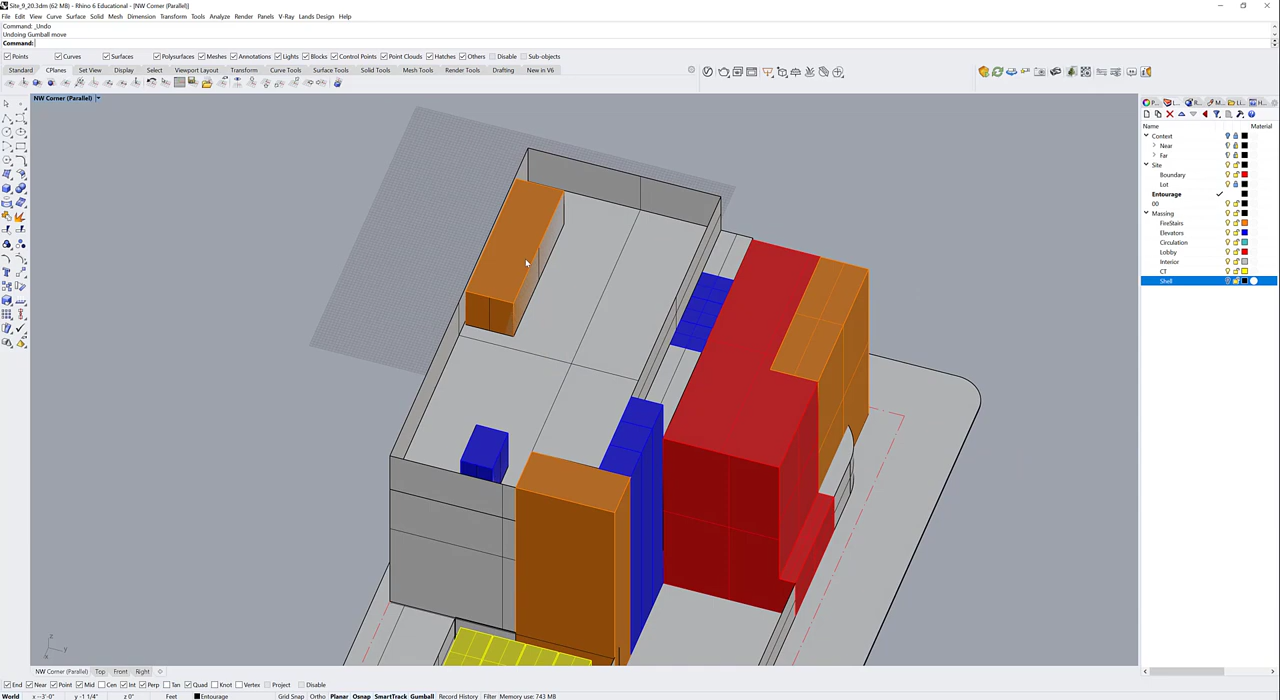 Site_9_20.3dm (62 MB) - Rhino 6 Educational - [NW Corner (Parallel)]
File Edit View Curve Surface Solid Mesh Dimension Transform Tools Analyze Render Panels V-Ray Lands Design Help
Command: _Undo
Undoing Gumball move
Command:
Points Curves Surfaces Polysurfaces Meshes Annotations Lights Blocks Control Points Point Clouds Hatches Others Disable Sub-objects
Standard CPlanes Set View Display Select Viewport Layout Transform Curve Tools Surface Tools Solid Tools Mesh Tools Render Tools Drafting New in V6
NW Corner (Parallel)
Name Material
Context
Near
Far
Site
Boundary
Lot
Entourage
00
Massing
FireStairs
Elevators
Circulation
Lobby
Interior
CT
Shell
z
y
x
NW Corner (Parallel) Top Front Right
End Near Point Mid Cen Int Perp Tan Quad Knot Vertex Project Disable
World x -3'-0" y -1 1/4" z 0" Feet Entourage Grid Snap Ortho Planar Osnap SmartTrack Gumball Record History Filter Memory use: 743 MB